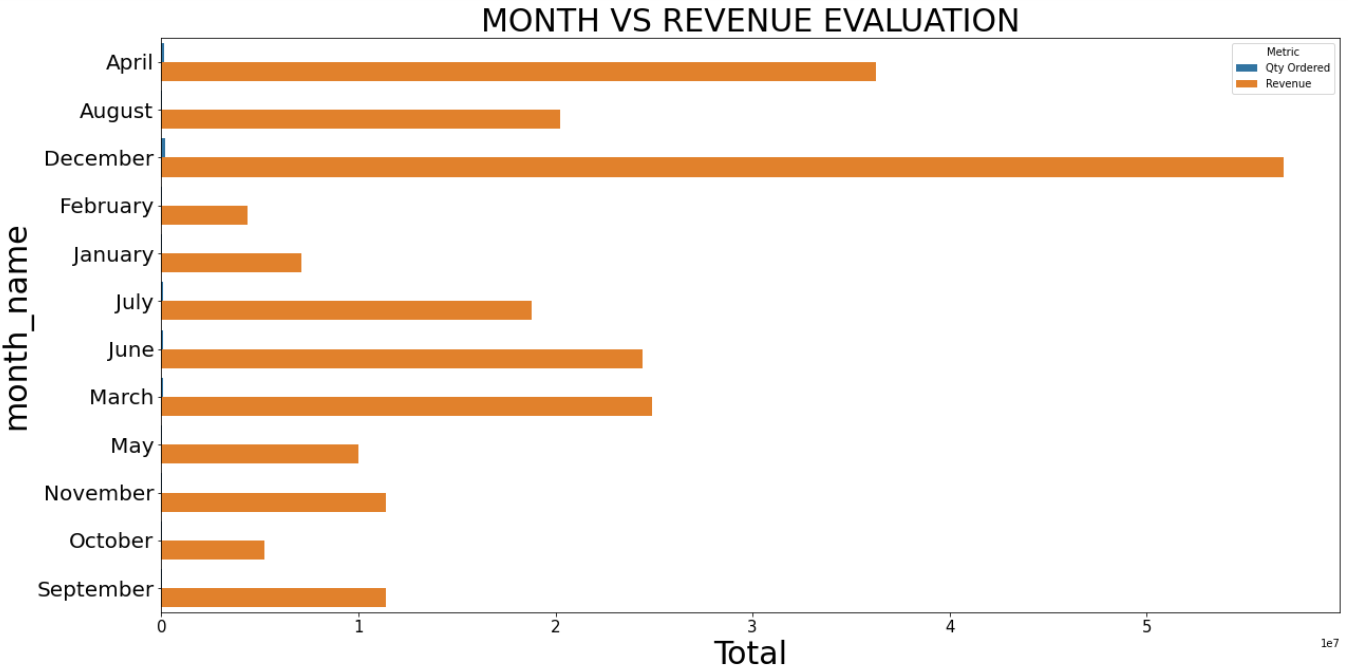 MONTH VS REVENUE EVALUATION
Metric
Qty Ordered
Revenue
month_name
April
August
December
February
January
July
June
March
May
November
October
September
0 1 2 3 4 5
1e7
Total